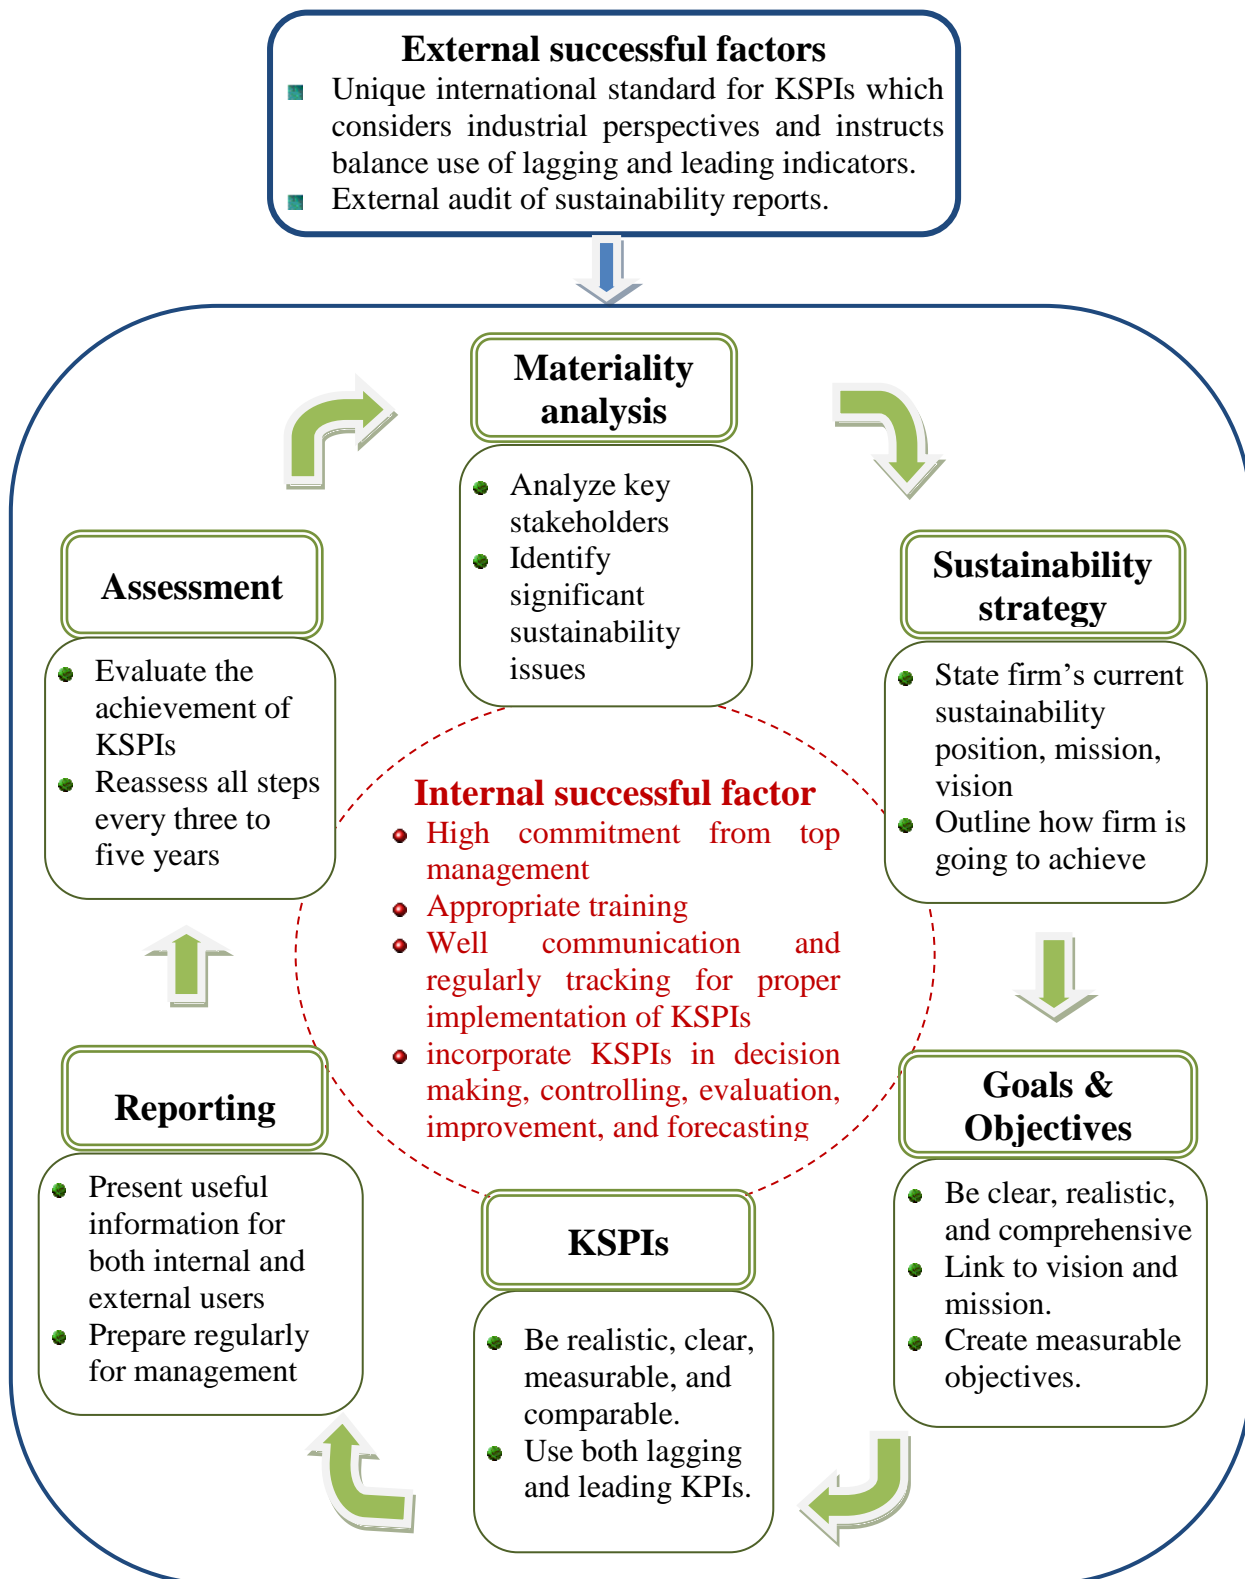 External successful factors
Unique international standard for KSPIs which
considers industrial perspectives and instructs
balance use of lagging and leading indicators.
External audit of sustainability reports.
Materiality
analysis
Analyze key
stakeholders
Identify
significant
sustainability
issues
Sustainability
strategy
State firm’s current
sustainability
position, mission,
vision
Outline how firm is
going to achieve
Goals &
Objectives
Be clear, realistic,
and comprehensive
Link to vision and
mission.
Create measurable
objectives.
KSPIs
Be realistic, clear,
measurable, and
comparable.
Use both lagging
and leading KPIs.
Reporting
Present useful
information for
both internal and
external users
Prepare regularly
for management
Assessment
Evaluate the
achievement of
KSPIs
Reassess all steps
every three to
five years
Internal successful factor
High commitment from top
management
Appropriate training
Well communication and
regularly tracking for proper
implementation of KSPIs
incorporate KSPIs in decision
making, controlling, evaluation,
improvement, and forecasting